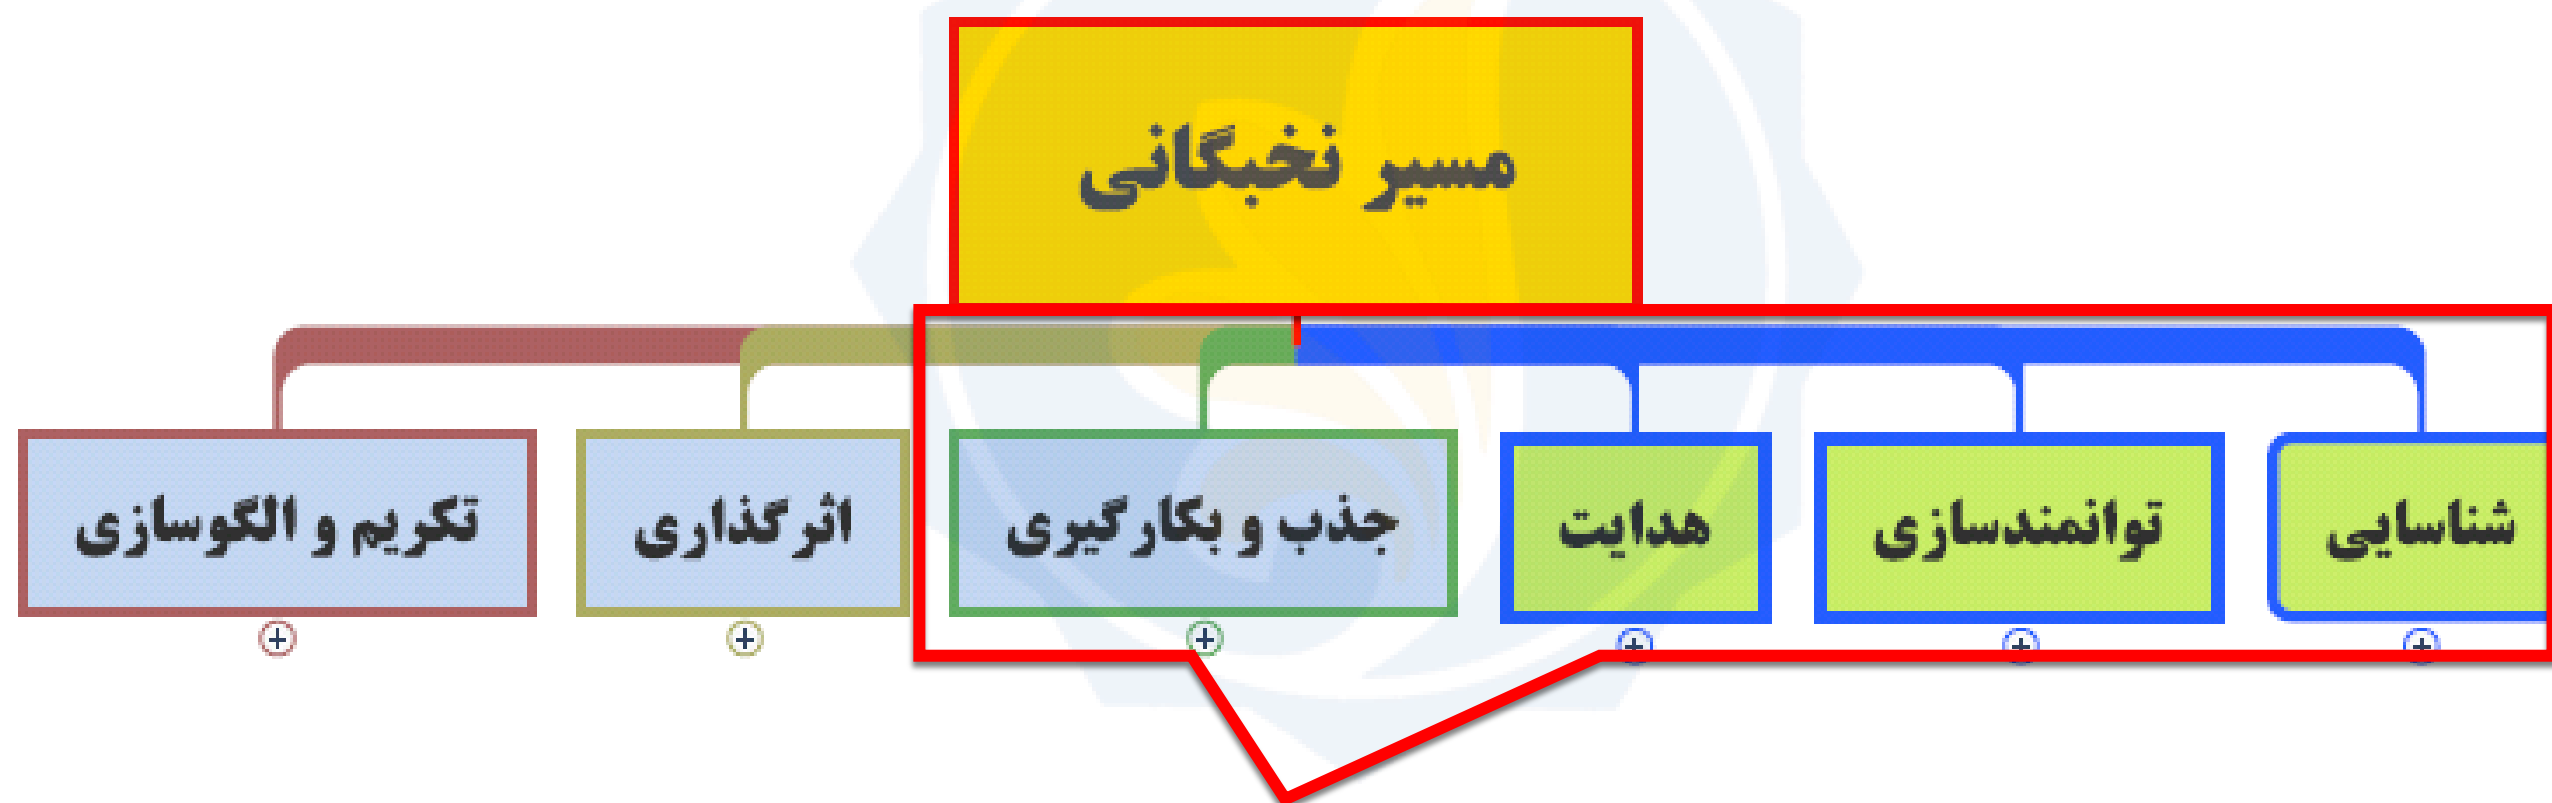 مسیر نخبگانی
شناسایی
توانمندسازی
هدایت
جذب و بکارگیری
اثرگذاری
تکریم و الگوسازی